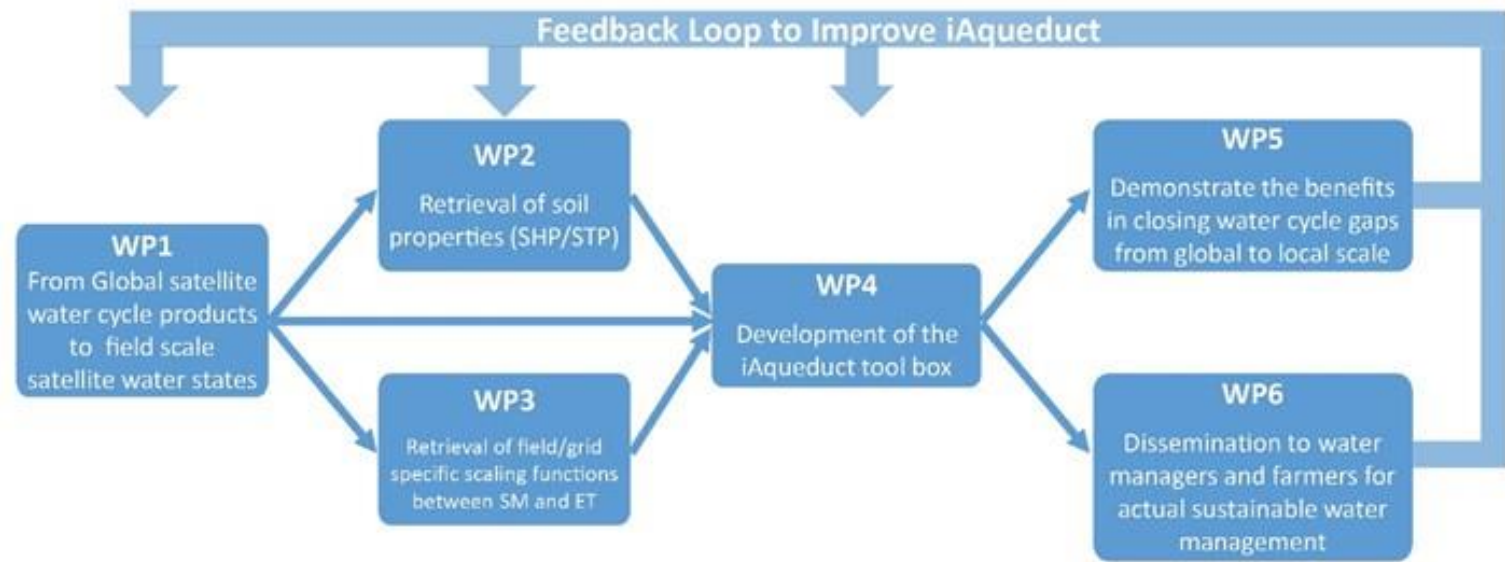 Feedback Loop to Improve iAqueduct
WP1
From Global satellite
water cycle products
to field scale
satellite water states
WP2
Retrieval of soil
properties (SHP/STP)
WP3
Retrieval of field/grid
specific scaling functions
between SM and ET
WP4
Development of the
iAqueduct tool box
WP5
Demonstrate the benefits
in closing water cycle gaps
from global to local scale
WP6
Dissemination to water
managers and farmers for
actual sustainable water
management